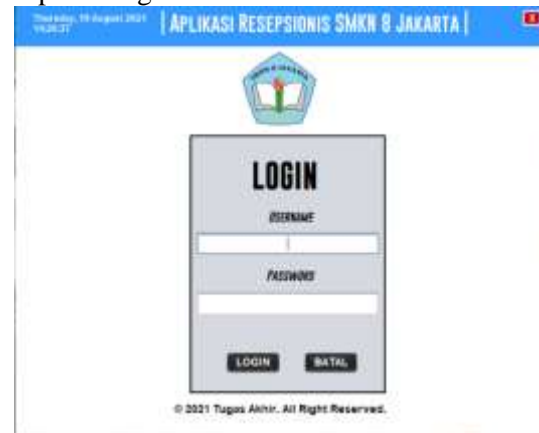 Thursday, 19 August 2021
| APLIKASI RESEPSIONIS SMKN 8 JAKARTA |
X
LOGIN
USERNAME
PASSWORD
LOGIN BATAL
© 2021 Tugas Akhir. All Right Reserved.